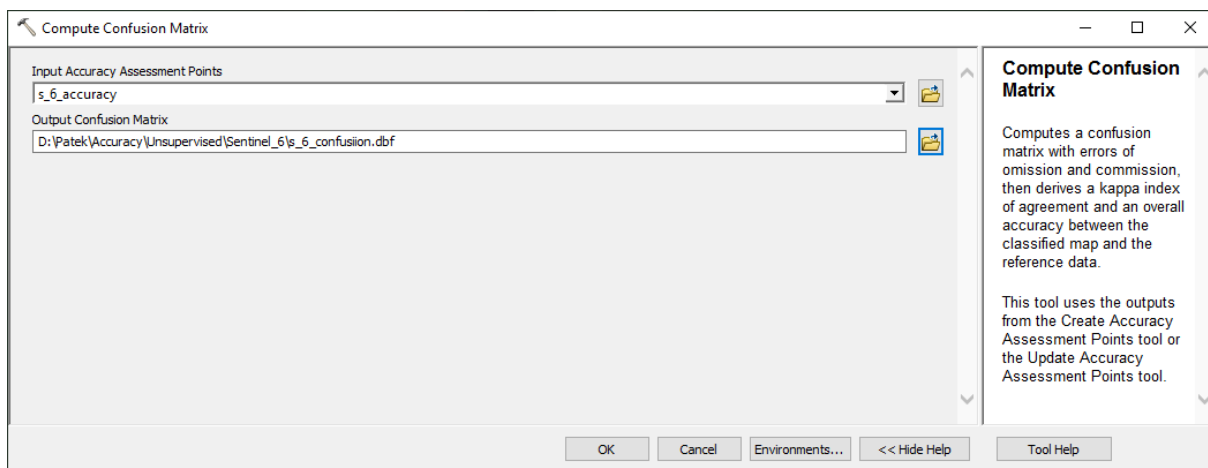 Compute Confusion Matrix
Input Accuracy Assessment Points
s_6_accuracy
Output Confusion Matrix
D:\Patek\Accuracy\Unsupervised\Sentinel_6\s_6_confusiion.dbf
Compute Confusion
Matrix
Computes a confusion
matrix with errors of
omission and commission,
then derives a kappa index
of agreement and an overall
accuracy between the
classified map and the
reference data.
This tool uses the outputs
from the Create Accuracy
Assessment Points tool or
the Update Accuracy
Assessment Points tool.
OK
Cancel
Environments...
<< Hide Help
Tool Help